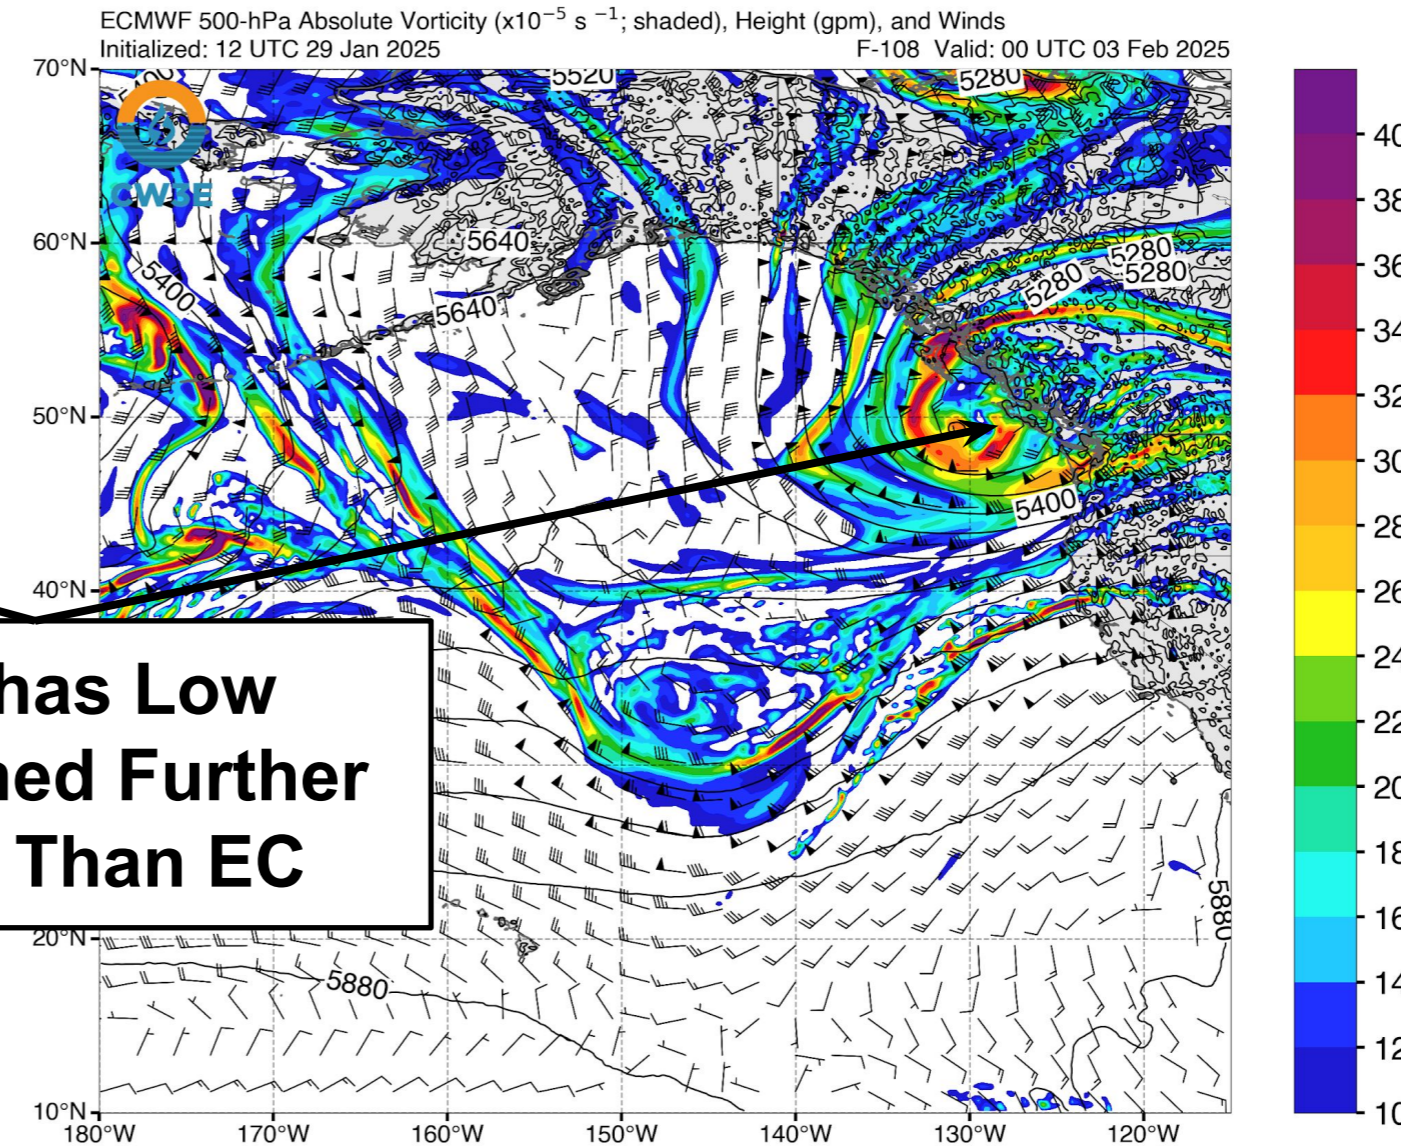 ECMWF 500-hPa Absolute Vorticity (x10⁻⁵ s ⁻¹; shaded), Height (gpm), and Winds
Initialized: 12 UTC 29 Jan 2025
F-108 Valid: 00 UTC 03 Feb 2025
70°N
5520
5280
40
CW3E
38
60°N
5640
5280
5280
5280
36
5400
5640
34
50°N
32
30
5400
28
40°N
26
has Low
Further
Than EC
24
22
20
18
5880
16
20°N
5880
14
12
10°N
10
180°W
170°W
160°W
150°W
140°W
130°W
120°W